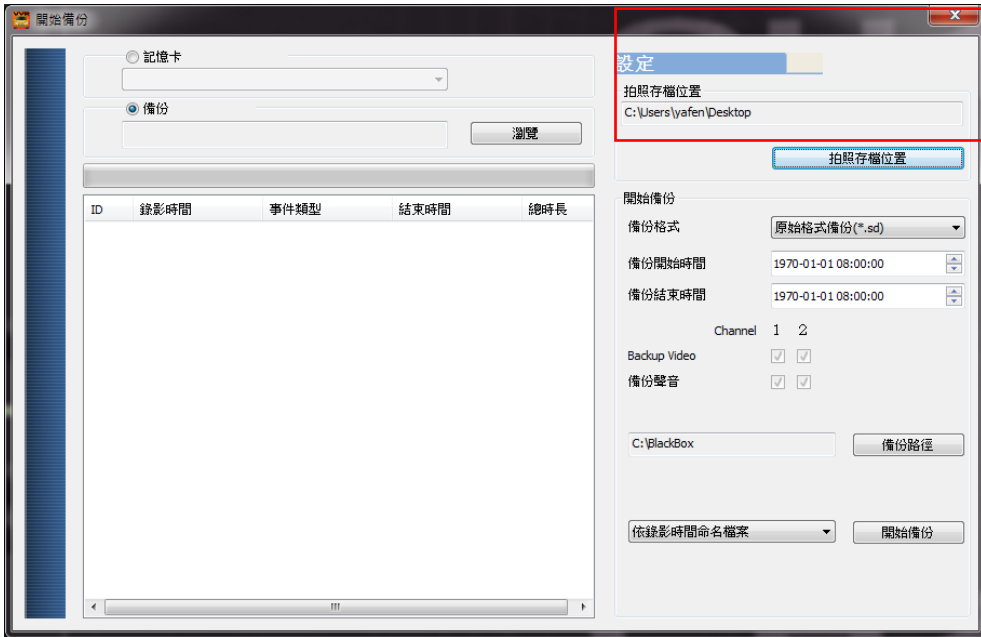 開始備份
記憶卡
備份
瀏覽
ID 錄影時間 事件類型 結束時間 總時長
設定
拍照存檔位置
C:\Users\yafen\Desktop
拍照存檔位置
開始備份
備份格式 原始格式備份(*.sd)
備份開始時間 1970-01-01 08:00:00
備份結束時間 1970-01-01 08:00:00
Channel 1 2
Backup Video
備份聲音
C:\BlackBox 備份路徑
依錄影時間命名檔案 開始備份